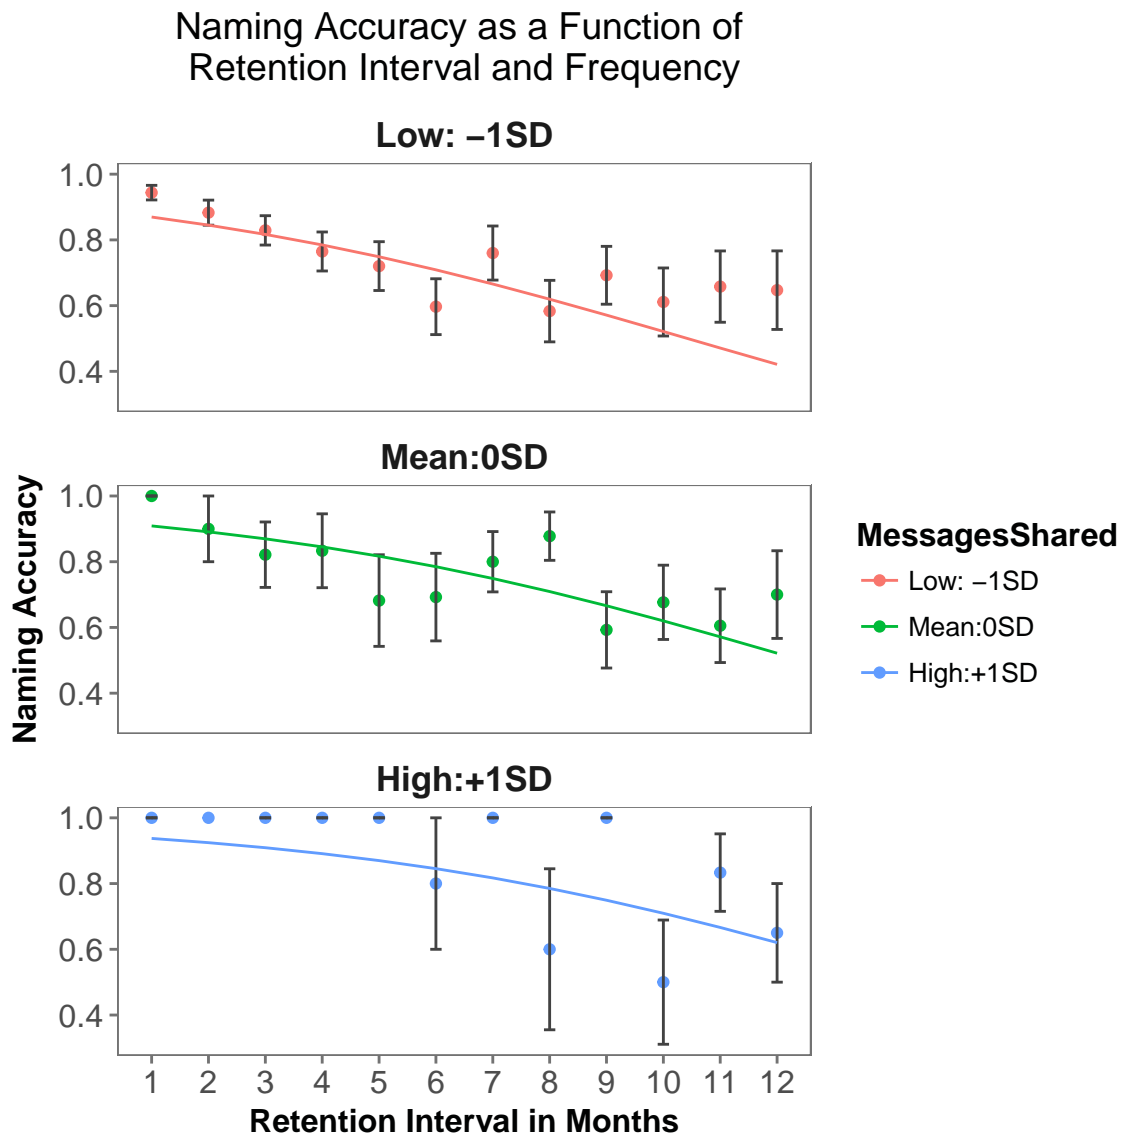 Naming Accuracy as a Function of
Retention Interval and Frequency
Low: −1SD
1.0
0.8
0.6
0.4
Mean:0SD
1.0
0.8
0.6
0.4
High:+1SD
1.0
0.8
0.6
0.4
1 2 3 4 5 6 7 8 9 10 11 12
Retention Interval in Months
Naming Accuracy
MessagesShared
Low: −1SD
Mean:0SD
High:+1SD